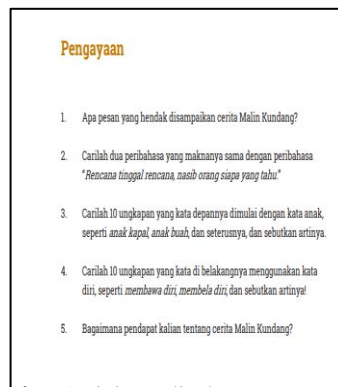 Pengayaan
1. Apa pesan yang hendak disampaikan cerita Malin Kundang?
2. Carilah dua peribahasa yang maknanya sama dengan peribahasa
"Rencana tinggal rencana, nasib orang siapa yang tahu."
3. Carilah 10 ungkapan yang kata depannya dimulai dengan kata anak,
seperti anak kapal, anak buah, dan seterusnya, dan sebutkan artinya.
4. Carilah 10 ungkapan yang kata di belakangnya menggunakan kata
diri, seperti membawa diri, membela diri, dan sebutkan artinya!
5. Bagaimana pendapat kalian tentang cerita Malin Kundang?